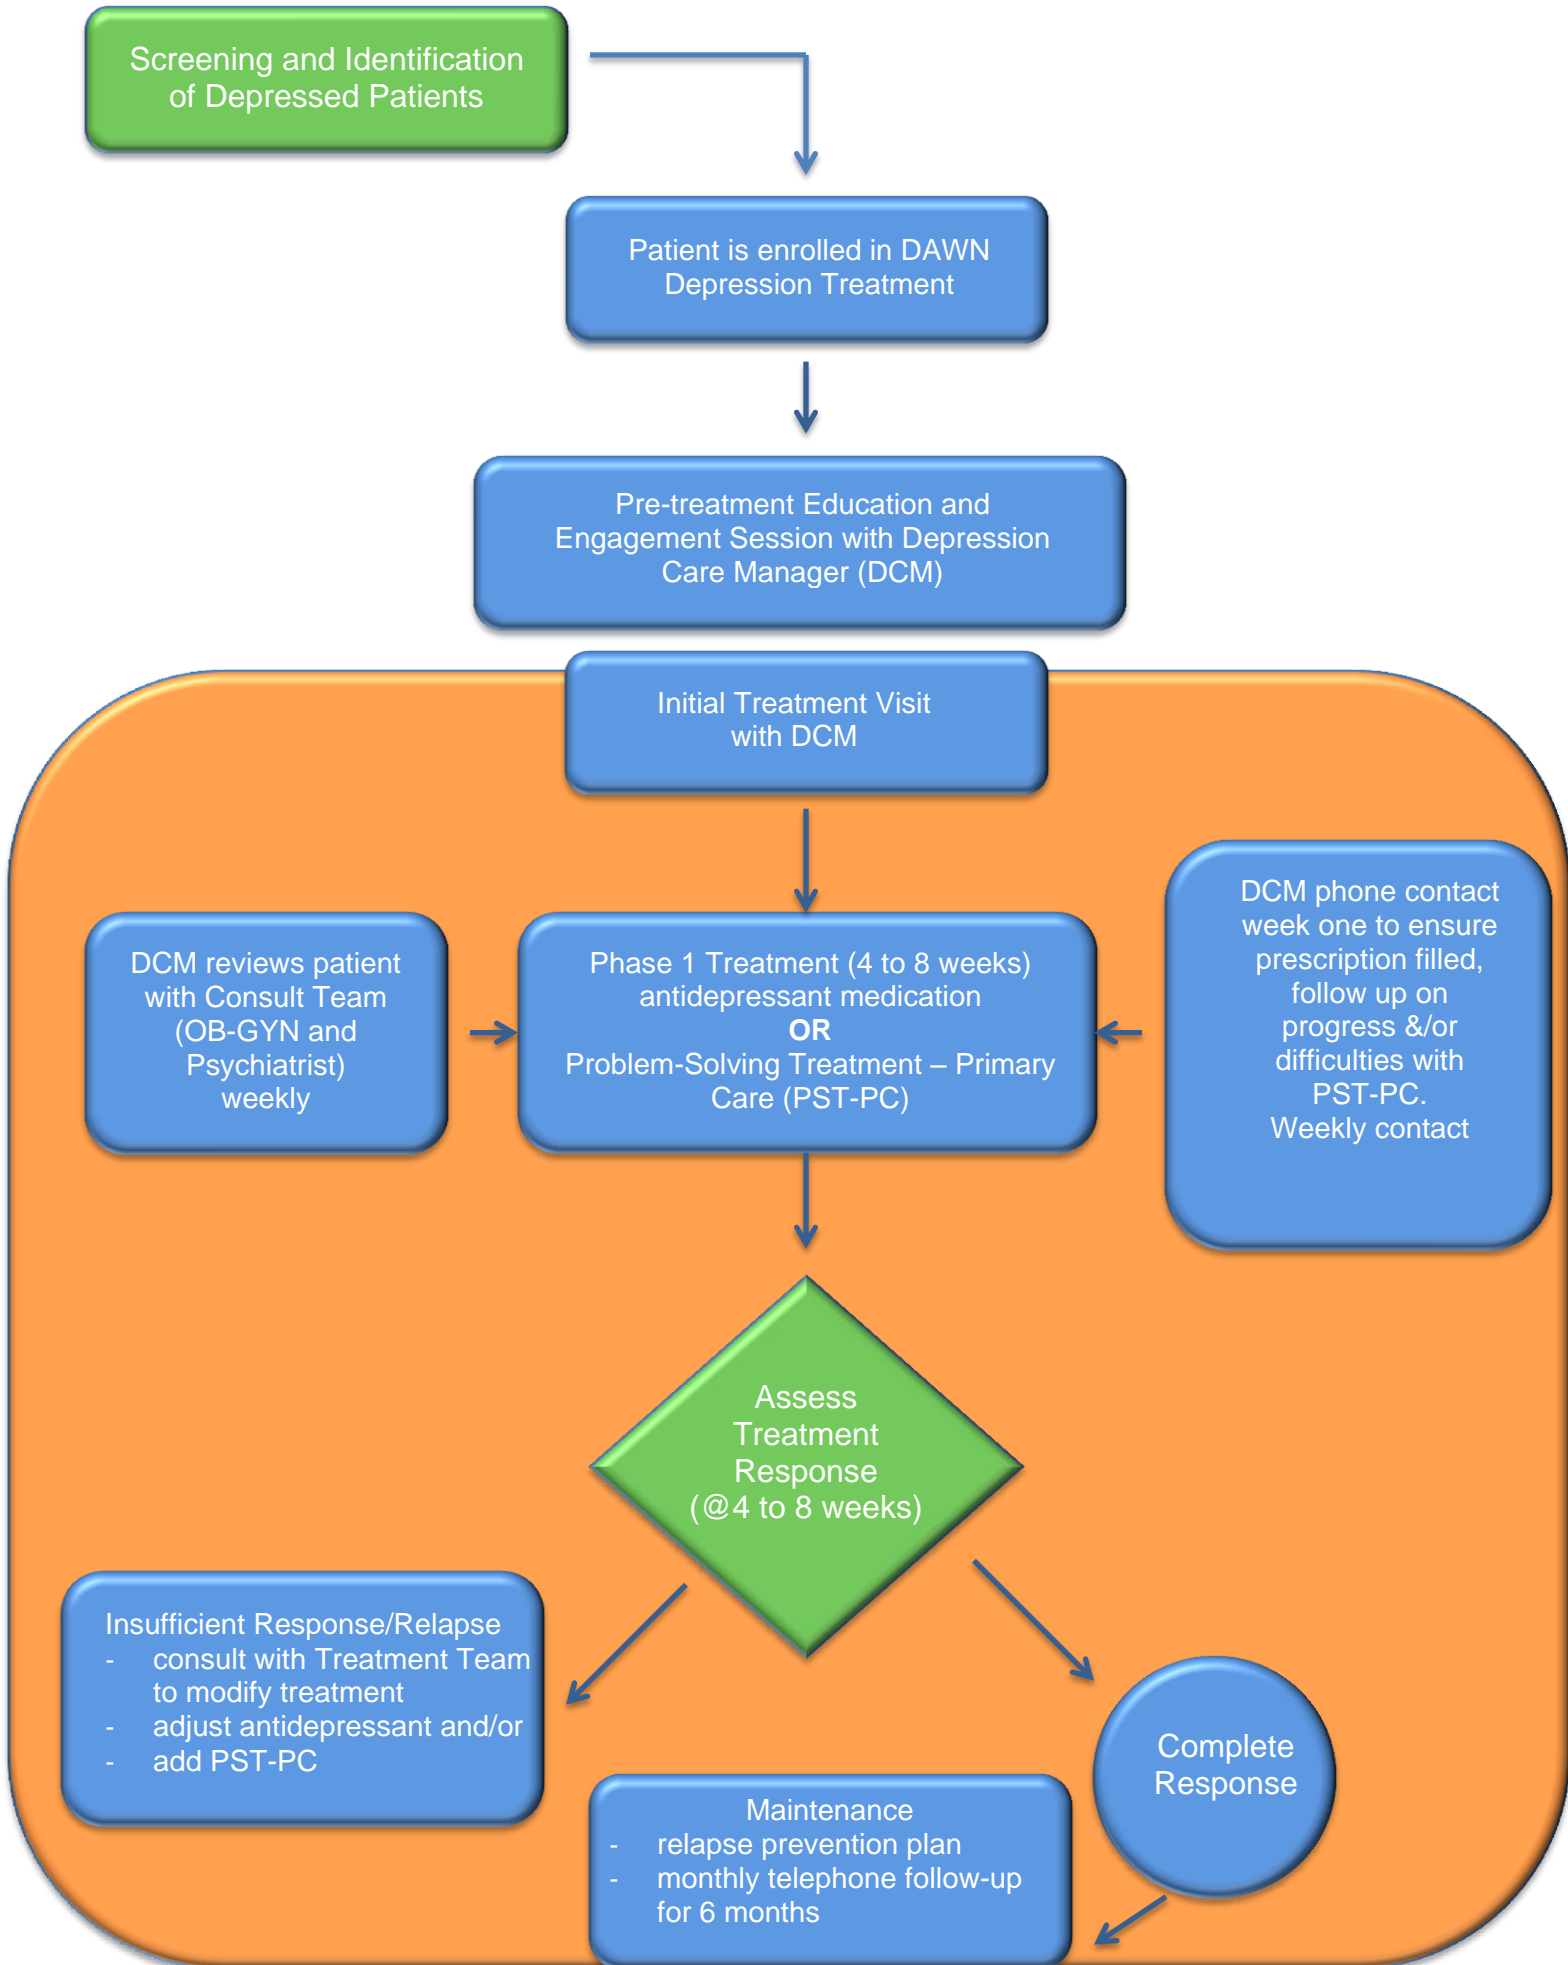 Screening and Identification
of Depressed Patients
Patient is enrolled in DAWN
Depression Treatment
Pre-treatment Education and
Engagement Session with Depression
Care Manager (DCM)
Initial Treatment Visit
with DCM
DCM reviews patient
with Consult Team
(OB-GYN and
Psychiatrist)
weekly
Phase 1 Treatment (4 to 8 weeks)
antidepressant medication
OR
Problem-Solving Treatment – Primary
Care (PST-PC)
DCM phone contact
week one to ensure
prescription filled,
follow up on
progress &/or
difficulties with
PST-PC.
Weekly contact
Assess
Treatment
Response
(@4 to 8 weeks)
Insufficient Response/Relapse
- consult with Treatment Team
to modify treatment
- adjust antidepressant and/or
- add PST-PC
Complete
Response
Maintenance
- relapse prevention plan
- monthly telephone follow-up
for 6 months